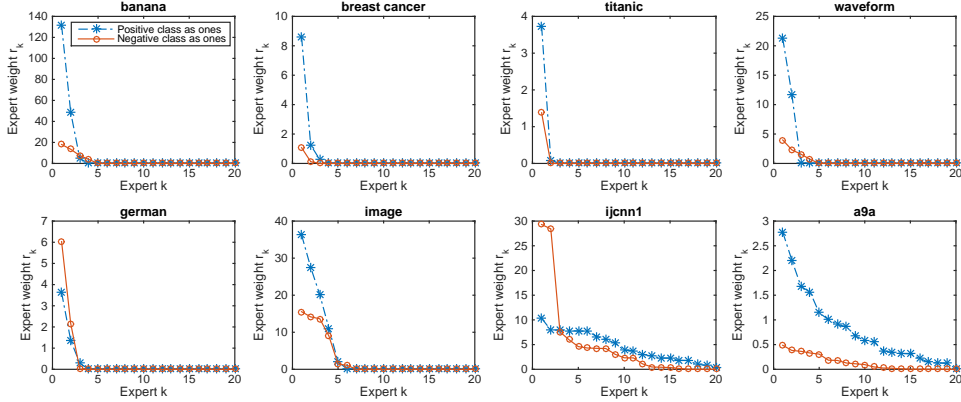 banana
breast cancer
titanic
waveform
140
120
100
80
60
40
20
0
Expert weight r_k
0 5 10 15 20
Expert k
Positive class as ones
Negative class as ones
10
8
6
4
2
0
Expert weight r_k
0 5 10 15 20
Expert k
4
3
2
1
0
Expert weight r_k
0 5 10 15 20
Expert k
25
20
15
10
5
0
Expert weight r_k
0 5 10 15 20
Expert k
german
image
ijcnn1
a9a
7
6
5
4
3
2
1
0
Expert weight r_k
0 5 10 15 20
Expert k
40
30
20
10
0
Expert weight r_k
0 5 10 15 20
Expert k
30
25
20
15
10
5
0
Expert weight r_k
0 5 10 15 20
Expert k
3
2.5
2
1.5
1
0.5
0
Expert weight r_k
0 5 10 15 20
Expert k